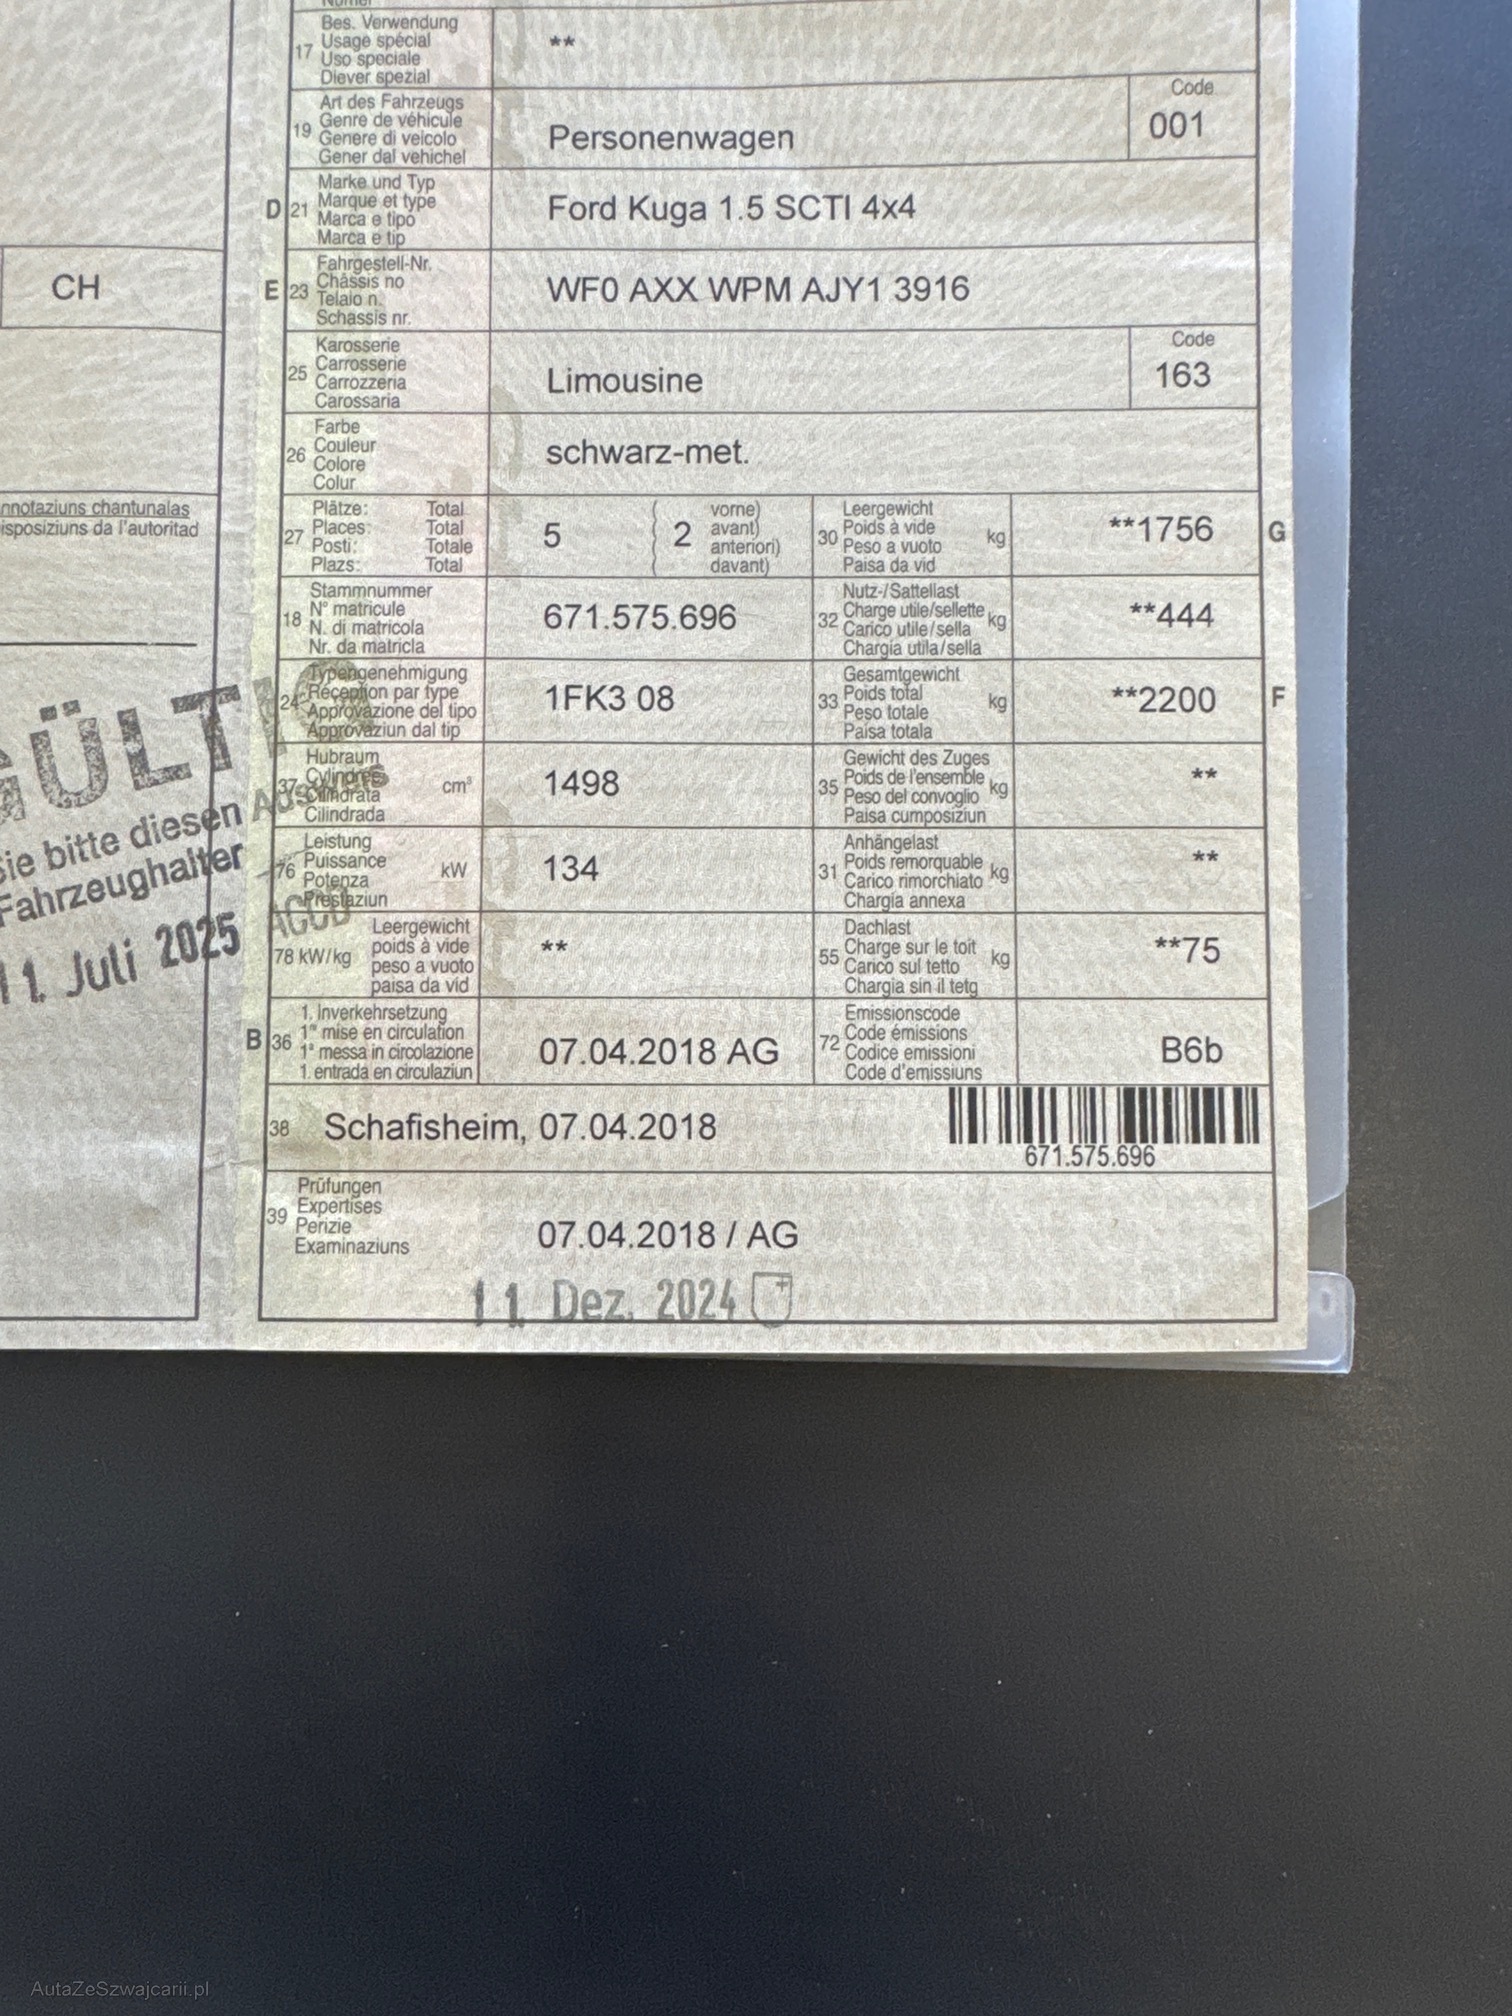 17 Bes. Verwendung
Usage spécial
Uso speciale
Diever spezial
**
19 Art des Fahrzeugs
Genre de véhicule
Genere di veicolo
Gener dal vehichel
Personenwagen
Code
001
D 21 Marke und Typ
Marque et type
Marca e tipo
Marca e tip
Ford Kuga 1.5 SCTI 4x4
CH
E 23 Fahrgestell-Nr.
Châssis no
Telaio n.
Schassis nr.
WF0 AXX WPM AJY1 3916
25 Karosserie
Carrosserie
Carrozzeria
Carossaria
Limousine
Code
163
26 Farbe
Couleur
Colore
Colur
schwarz-met.
nnotaziuns chantunalas
isposiziuns da l'autoritad
27 Plätze: Total
Places: Total
Posti: Totale
Plazs: Total
5
2
vorne)
avant)
anteriori)
davant)
30 Leergewicht
Poids à vide
Peso a vuoto
Paisa da vid
kg
**1756
G
18 Stammnummer
N° matricule
N. di matricola
Nr. da matricla
671.575.696
32 Nutz-/Sattellast
Charge utile/sellette
Carico utile/sella
Chargia utila/sella
kg
**444
24 Typengenehmigung
Réception par type
Approvazione del tipo
Approvaziun dal tip
1FK3 08
33 Gesamtgewicht
Poids total
Peso totale
Paisa totala
kg
**2200
F
37 Hubraum
Cylindrée
Cilindrata
Cilindrada
cm³
1498
35 Gewicht des Zuges
Poids de l'ensemble
Peso del convoglio
Paisa cumposiziun
kg
**
76 Leistung
Puissance
Potenza
Prestaziun
kW
134
31 Anhängelast
Poids remorquable
Carico rimorchiato
Chargia annexa
kg
**
78 kW/kg
Leergewicht
poids à vide
peso a vuoto
paisa da vid
**
55 Dachlast
Charge sur le toit
Carico sul tetto
Chargia sin il tetg
kg
**75
B 36 1. Inverkehrsetzung
1re mise en circulation
1a messa in circolazione
1. entrada en circulaziun
07.04.2018 AG
72 Emissionscode
Code émissions
Codice emissioni
Code d'emissiuns
B6b
38 Schafisheim, 07.04.2018
671.575.696
39 Prüfungen
Expertises
Perizie
Examinaziuns
07.04.2018 / AG
11. Dez. 2024
GÜLTIG
sie bitte diesen Ausweis
Fahrzeughalter
11. Juli 2025
AutaZeSzwajcarii.pl